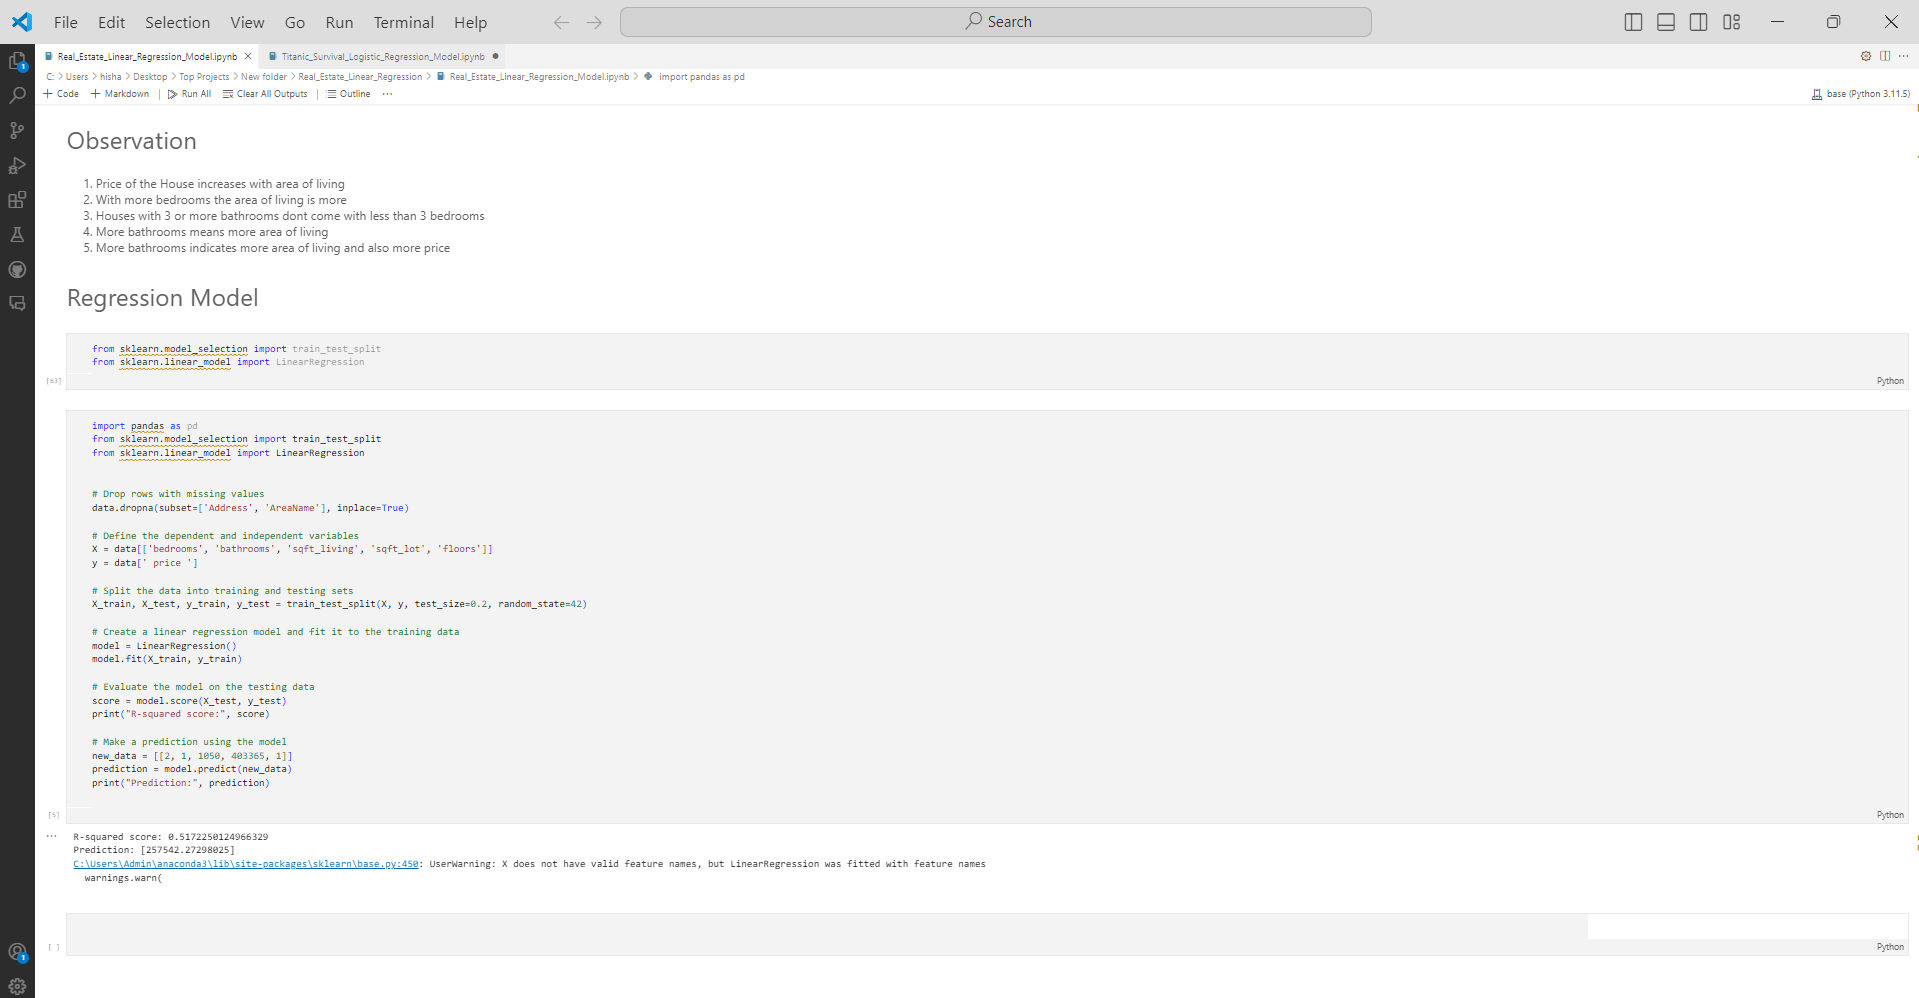 File Edit Selection View Go Run Terminal Help Search
Real_Estate_Linear_Regression_Model.ipynb Titanic_Survival_Logistic_Regression_Model.ipynb
C: > Users > hisha > Desktop > Top Projects > New folder > Real_Estate_Linear_Regression > Real_Estate_Linear_Regression_Model.ipynb > import pandas as pd
+ Code + Markdown | Run All Clear All Outputs | Outline ... base (Python 3.11.5)
1
Observation
1. Price of the House increases with area of living
2. With more bedrooms the area of living is more
3. Houses with 3 or more bathrooms dont come with less than 3 bedrooms
4. More bathrooms means more area of living
5. More bathrooms indicates more area of living and also more price
Regression Model
from sklearn.model_selection import train_test_split
from sklearn.linear_model import LinearRegression
[63] Python
import pandas as pd
from sklearn.model_selection import train_test_split
from sklearn.linear_model import LinearRegression
# Drop rows with missing values
data.dropna(subset=['Address', 'AreaName'], inplace=True)
# Define the dependent and independent variables
X = data[['bedrooms', 'bathrooms', 'sqft_living', 'sqft_lot', 'floors']]
y = data[' price ']
# Split the data into training and testing sets
X_train, X_test, y_train, y_test = train_test_split(X, y, test_size=0.2, random_state=42)
# Create a linear regression model and fit it to the training data
model = LinearRegression()
model.fit(X_train, y_train)
# Evaluate the model on the testing data
score = model.score(X_test, y_test)
print("R-squared score:", score)
# Make a prediction using the model
new_data = [[2, 1, 1050, 403365, 1]]
prediction = model.predict(new_data)
print("Prediction:", prediction)
[5] Python
... R-squared score: 0.5172250124966329
Prediction: [257542.27298025]
C:\Users\Admin\anaconda3\lib\site-packages\sklearn\base.py:450: UserWarning: X does not have valid feature names, but LinearRegression was fitted with feature names
warnings.warn(
[ ] Python
1